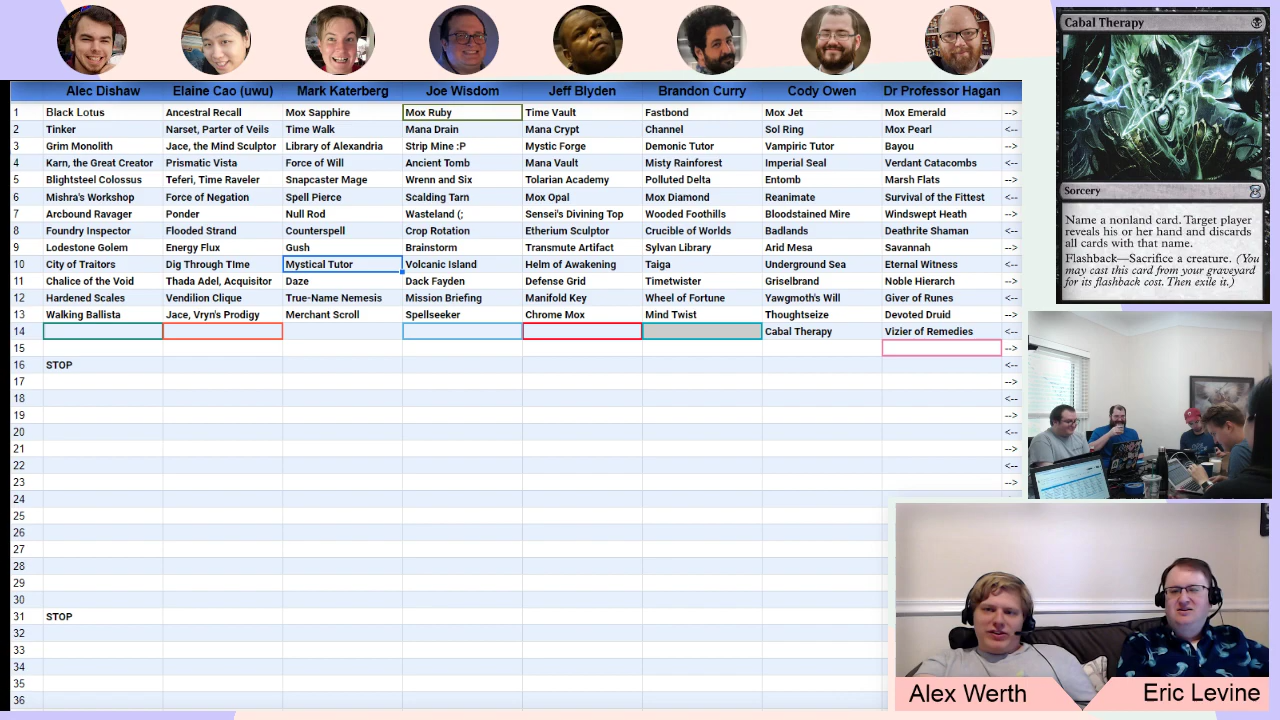 Alec Dishaw Elaine Cao (uwu) Mark Katerberg Joe Wisdom Jeff Blyden Brandon Curry Cody Owen Dr Professor Hagan
1 Black Lotus Ancestral Recall Mox Sapphire Mox Ruby Time Vault Fastbond Mox Jet Mox Emerald -->
2 Tinker Narset, Parter of Veils Time Walk Mana Drain Mana Crypt Channel Sol Ring Mox Pearl <--
3 Grim Monolith Jace, the Mind Sculptor Library of Alexandria Strip Mine :P Mystic Forge Demonic Tutor Vampiric Tutor Bayou -->
4 Karn, the Great Creator Prismatic Vista Force of Will Ancient Tomb Mana Vault Misty Rainforest Imperial Seal Verdant Catacombs <--
5 Blightsteel Colossus Teferi, Time Raveler Snapcaster Mage Wrenn and Six Tolarian Academy Polluted Delta Entomb Marsh Flats -->
6 Mishra's Workshop Force of Negation Spell Pierce Scalding Tarn Mox Opal Mox Diamond Reanimate Survival of the Fittest <--
7 Arcbound Ravager Ponder Null Rod Wasteland (; Sensei's Divining Top Wooded Foothills Bloodstained Mire Windswept Heath -->
8 Foundry Inspector Flooded Strand Counterspell Crop Rotation Etherium Sculptor Crucible of Worlds Badlands Deathrite Shaman <--
9 Lodestone Golem Energy Flux Gush Brainstorm Transmute Artifact Sylvan Library Arid Mesa Savannah -->
10 City of Traitors Dig Through TIme Mystical Tutor Volcanic Island Helm of Awakening Taiga Underground Sea Eternal Witness <--
11 Chalice of the Void Thada Adel, Acquisitor Daze Dack Fayden Defense Grid Timetwister Griselbrand Noble Hierarch -->
12 Hardened Scales Vendilion Clique True-Name Nemesis Mission Briefing Manifold Key Wheel of Fortune Yawgmoth's Will Giver of Runes <--
13 Walking Ballista Jace, Vryn's Prodigy Merchant Scroll Spellseeker Chrome Mox Mind Twist Thoughtseize Devoted Druid -->
14 Cabal Therapy Vizier of Remedies <--
15 -->
16 STOP <--
17 -->
18 <--
19 -->
20 <--
21 -->
22 <--
23 -->
24
25
26
27
28
29
30
31 STOP
32
33
34
35
36
Cabal Therapy
Sorcery
Name a nonland card. Target player
reveals his or her hand and discards
all cards with that name.
Flashback—Sacrifice a creature. (You
may cast this card from your graveyard
for its flashback cost. Then exile it.)
Alex Werth
Eric Levine